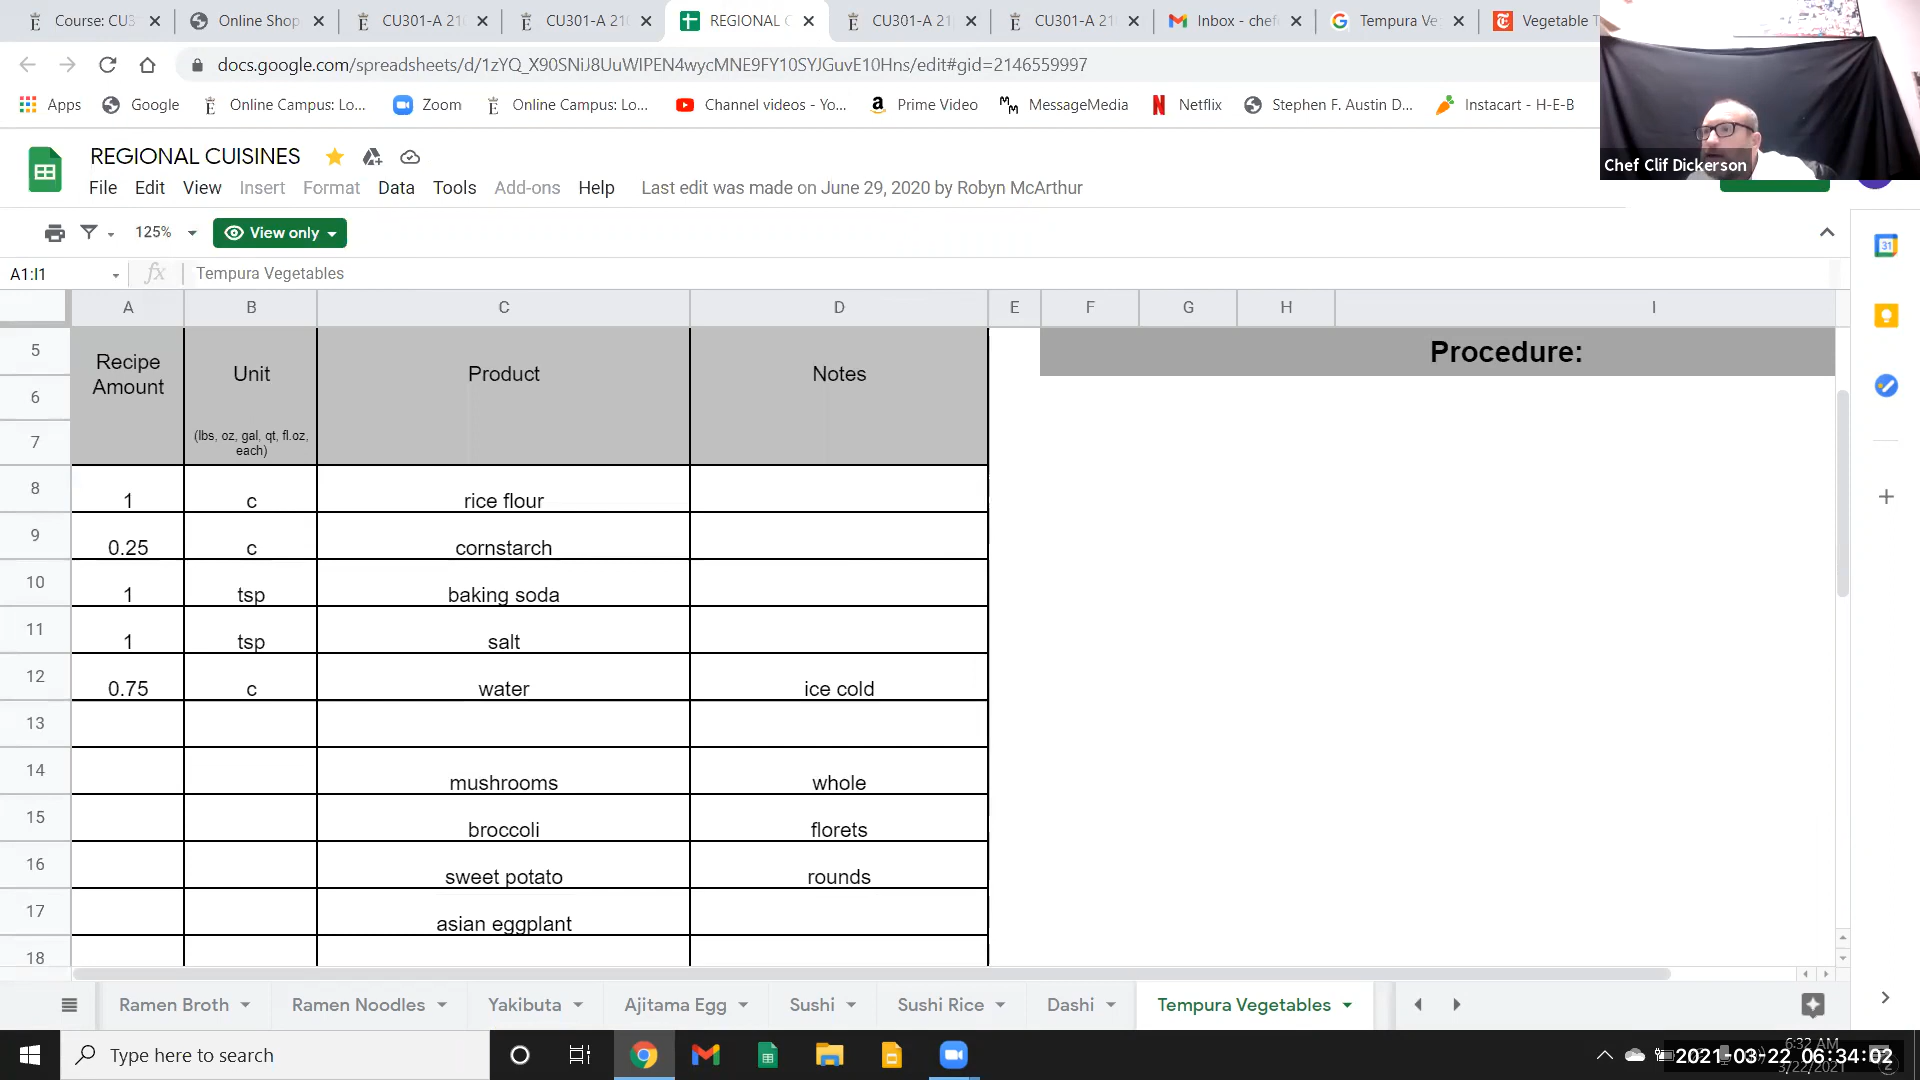 Course: CU3
Online Shop
CU301-A 21
CU301-A 21
REGIONAL C
CU301-A 21
CU301-A 21
Inbox - chef
Tempura Ve
Vegetable T
docs.google.com/spreadsheets/d/1zYQ_X90SNiJ8UuWIPEN4wycMNE9FY10SYJGuvE10Hns/edit#gid=2146559997
Apps
Google
Online Campus: Lo...
Zoom
Online Campus: Lo...
Channel videos - Yo...
Prime Video
MessageMedia
Netflix
Stephen F. Austin D...
Instacart - H-E-B
Chef Clif Dickerson
REGIONAL CUISINES
File Edit View Insert Format Data Tools Add-ons Help Last edit was made on June 29, 2020 by Robyn McArthur
125% View only
A1:I1 fx Tempura Vegetables
A B C D E F G H I
5 Recipe Amount Unit Product Notes Procedure:
6
7 (lbs, oz, gal, qt, fl.oz, each)
8 1 c rice flour
9 0.25 c cornstarch
10 1 tsp baking soda
11 1 tsp salt
12 0.75 c water ice cold
13
14 mushrooms whole
15 broccoli florets
16 sweet potato rounds
17 asian eggplant
18
Ramen Broth Ramen Noodles Yakibuta Ajitama Egg Sushi Sushi Rice Dashi Tempura Vegetables
Type here to search
6:32 AM
2021-03-22 06:34:02
3/22/2021